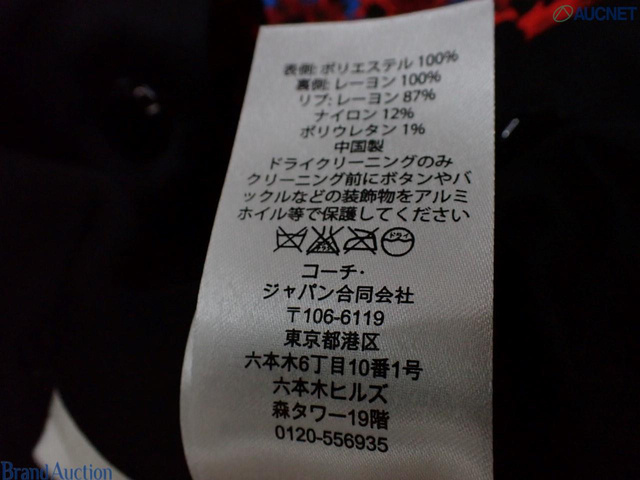 AUCNET
表側: ポリエステル 100%
裏側: レーヨン 100%
リブ: レーヨン 87%
ナイロン 12%
ポリウレタン 1%
中国製
ドライクリーニングのみ
クリーニング前にボタンやバ
ックルなどの装飾物をアルミ
ホイル等で保護してください
ドライ
コーチ・
ジャパン合同会社
〒106-6119
東京都港区
六本木6丁目10番1号
六本木ヒルズ
森タワー19階
0120-556935
Brand Auction